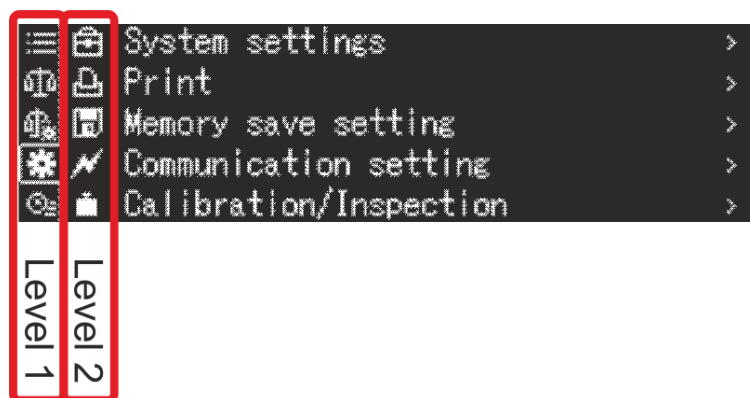 System settings >
Print >
Memory save setting >
Communication setting >
Calibration/Inspection >
Level 1
Level 2